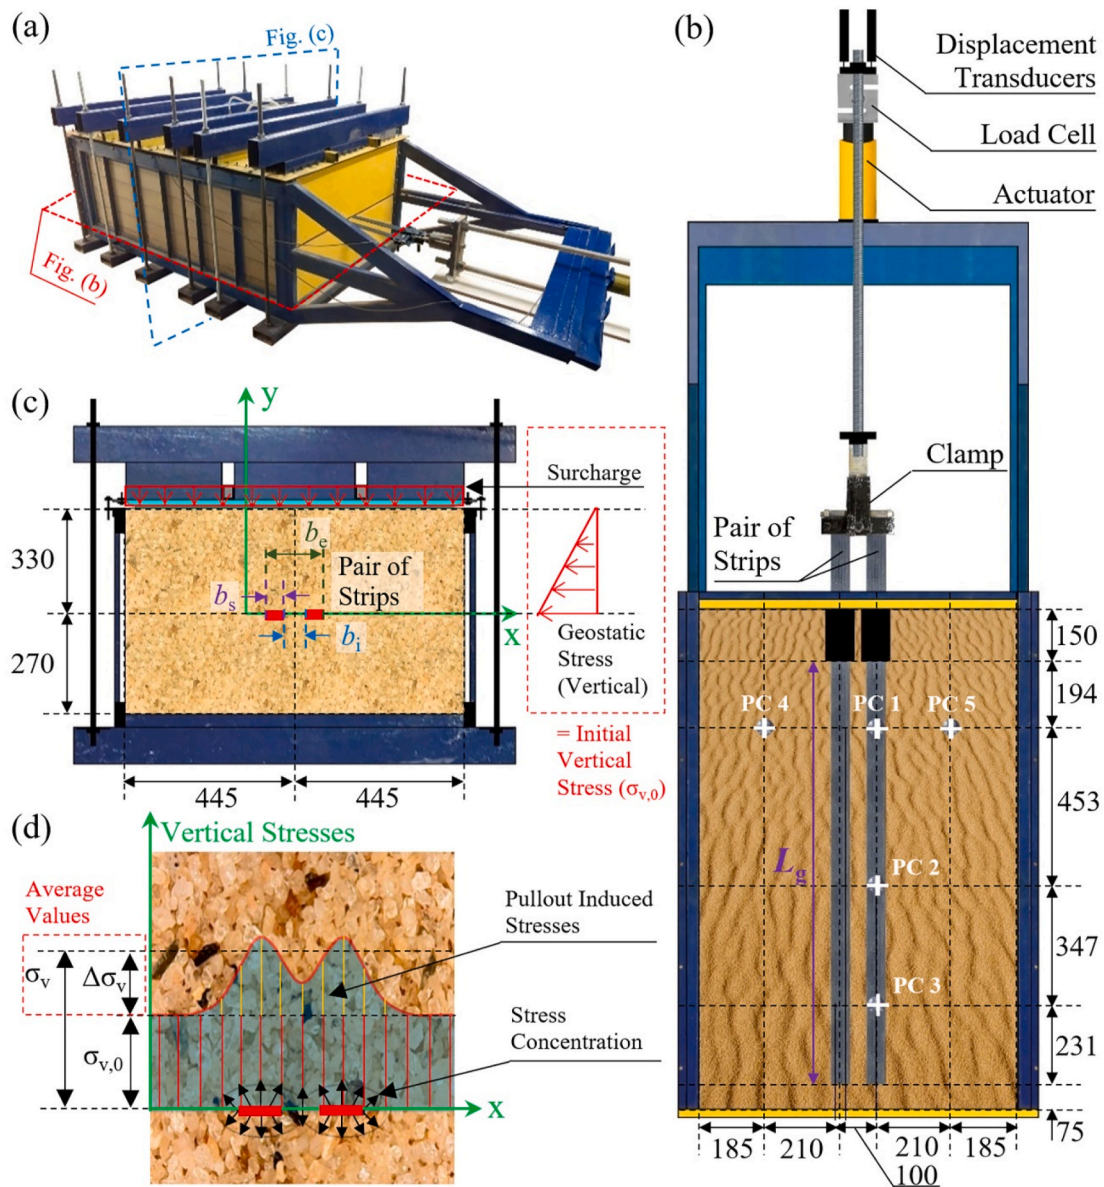 (a)
Fig. (c)
Fig. (b)
(b)
Displacement
Transducers
Load Cell
Actuator
Clamp
Pair of
Strips
150
194
PC 4
PC 1
PC 5
453
L_g
PC 2
347
PC 3
231
75
185
210
210
185
100
(c)
y
Surcharge
330
b_e
Pair of
Strips
b_s
x
b_i
270
Geostatic
Stress
(Vertical)
= Initial
Vertical
Stress (σ_v,0)
445
445
(d)
Vertical Stresses
Average
Values
Pullout Induced
Stresses
σ_v
Δσ_v
Stress
Concentration
σ_v,0
x